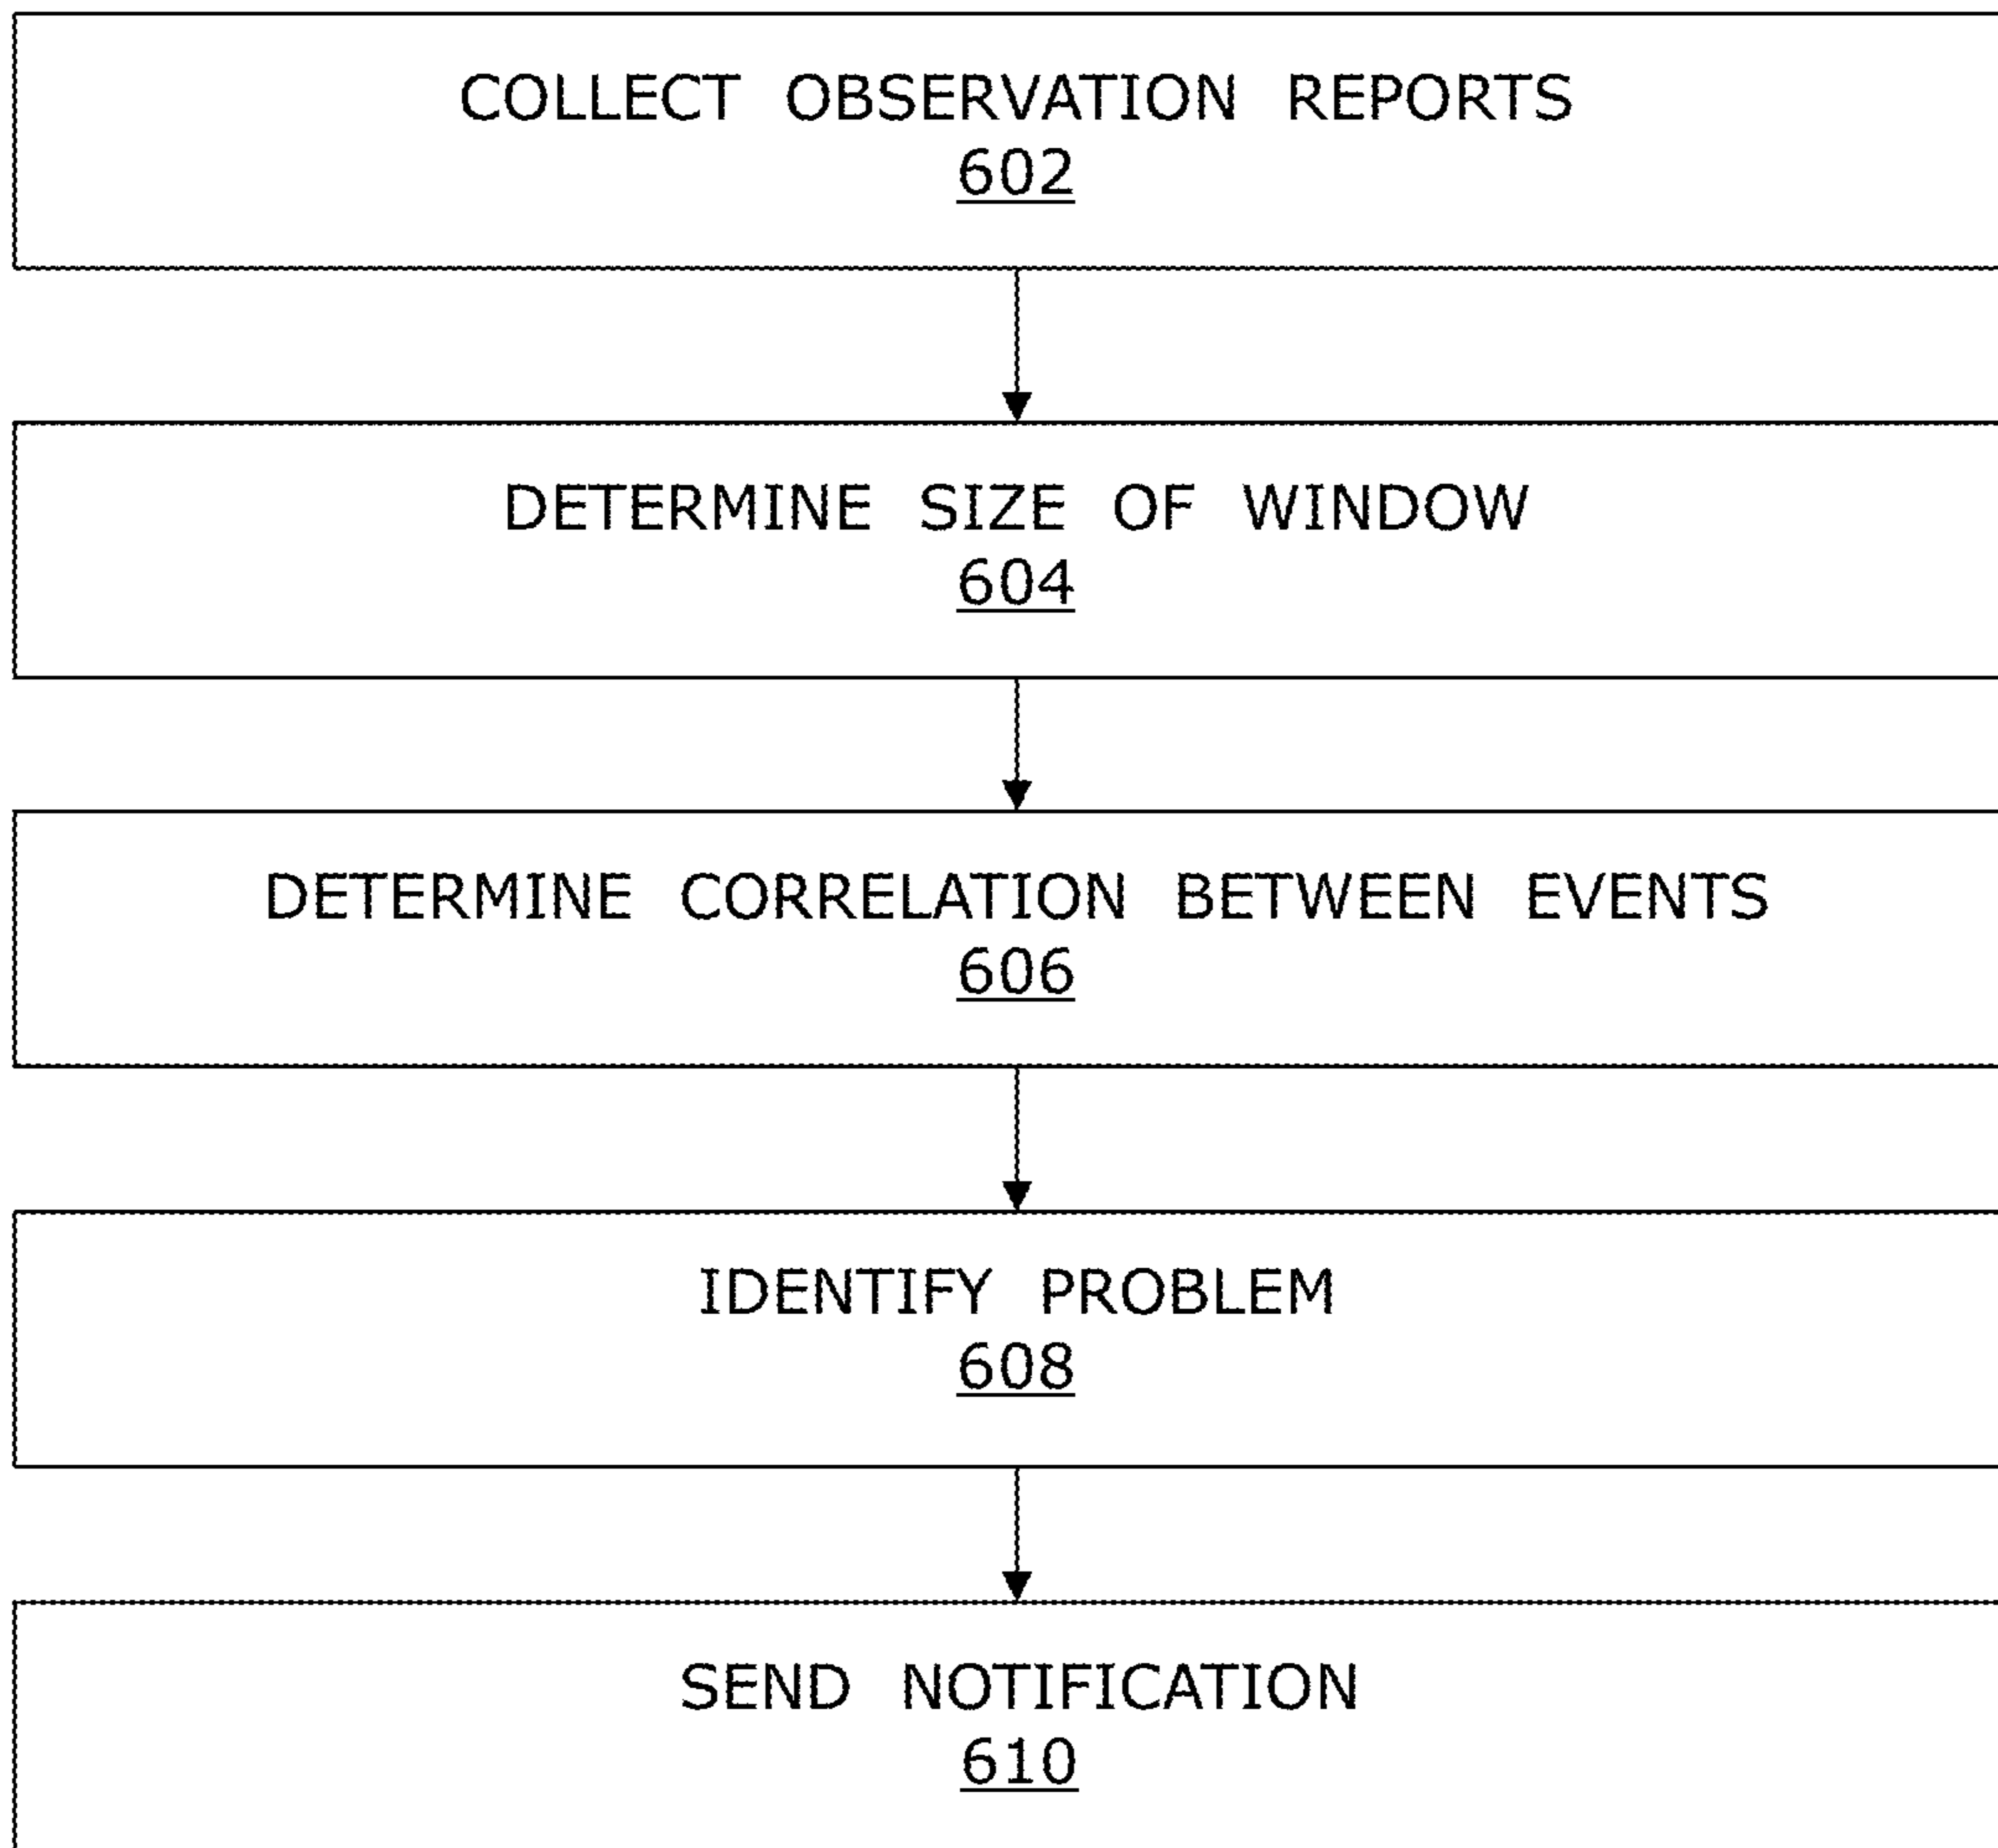 COLLECT OBSERVATION REPORTS
602
DETERMINE SIZE OF WINDOW
604
DETERMINE CORRELATION BETWEEN EVENTS
606
IDENTIFY PROBLEM
608
SEND NOTIFICATION
610